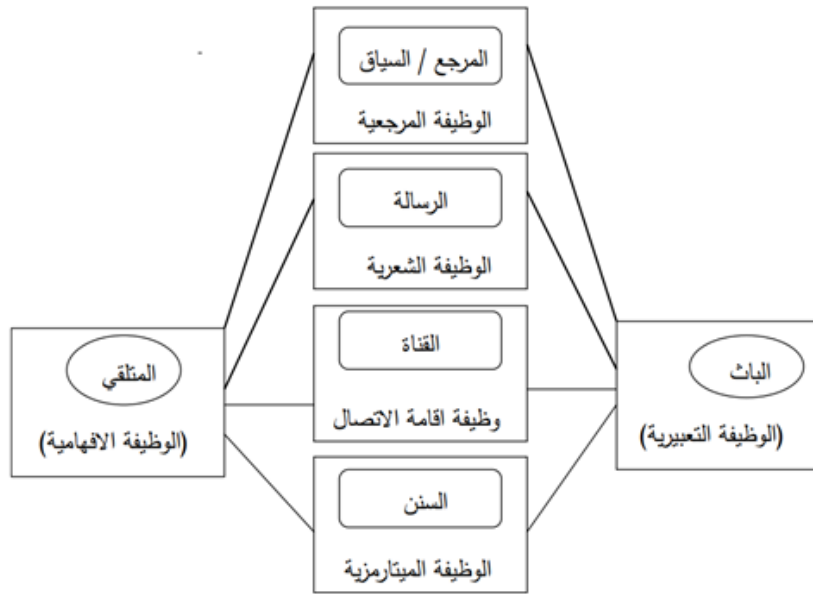 المرجع / السياق
الوظيفة المرجعية
الرسالة
الوظيفة الشعرية
الباث
(الوظيفة التعبيرية)
القناة
وظيفة اقامة الاتصال
المتلقي
(الوظيفة الافهامية)
السنن
الوظيفة الميتارمزية